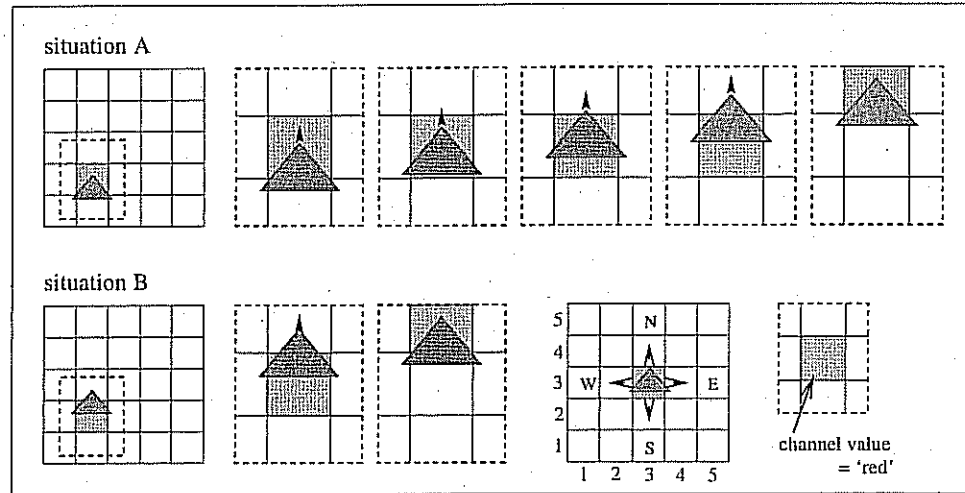 situation A
situation B
5
N
4
3
W
E
2
1
S
1 2 3 4 5
channel value
= 'red'